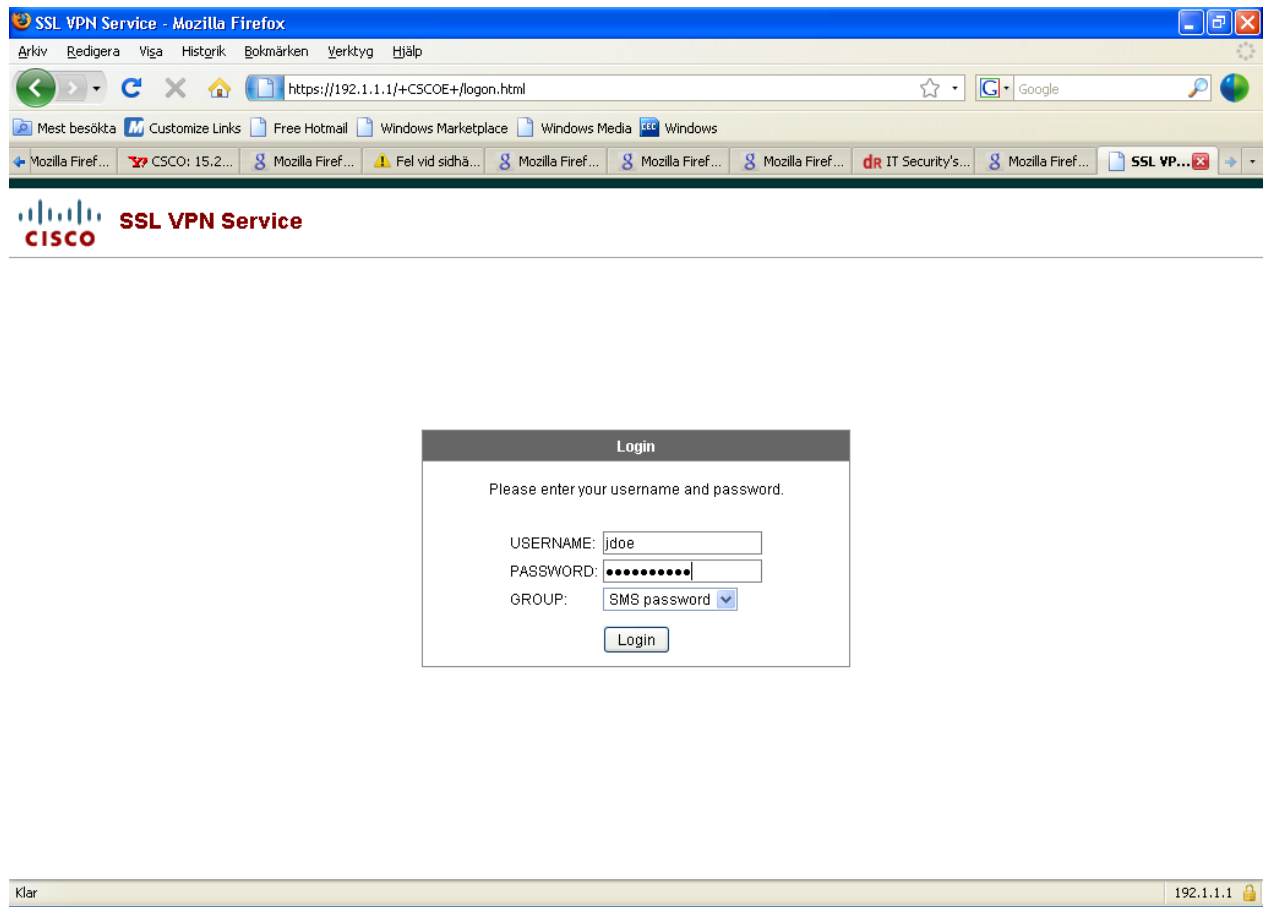 SSL VPN Service - Mozilla Firefox
Arkiv Redigera Visa Historik Bokmärken Verktyg Hjälp
https://192.1.1.1/+CSCOE+/logon.html G Google
Mest besökta Customize Links Free Hotmail Windows Marketplace Windows Media Windows
Mozilla Firef... CSCO: 15.2... Mozilla Firef... Fel vid sidhä... Mozilla Firef... Mozilla Firef... Mozilla Firef... dR IT Security's... Mozilla Firef... SSL VP...
CISCO SSL VPN Service
Login
Please enter your username and password.
USERNAME: jdoe
PASSWORD: ●●●●●●●●●●
GROUP: SMS password
Login
Klar 192.1.1.1